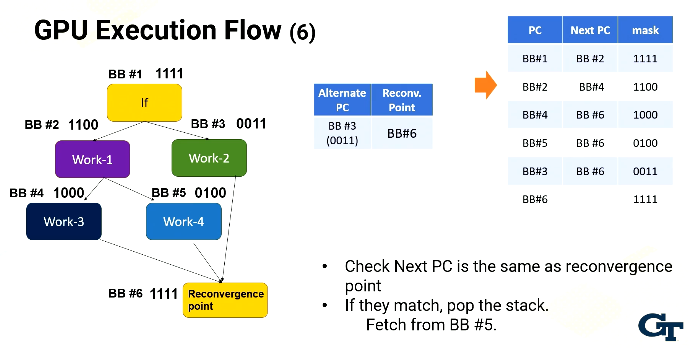 GPU Execution Flow (6)
BB #1 1111
If
BB #2 1100
BB #3 0011
Work-1
Work-2
BB #4 1000
BB #5 0100
Work-3
Work-4
BB #6 1111
Reconvergence
point
Alternate
PC
Reconv.
Point
BB #3
(0011)
BB#6
PC Next PC mask
BB#1 BB #2 1111
BB#2 BB#4 1100
BB#4 BB #6 1000
BB#5 BB #6 0100
BB#3 BB #6 0011
BB#6 1111
• Check Next PC is the same as reconvergence
point
• If they match, pop the stack.
Fetch from BB #5.
GT